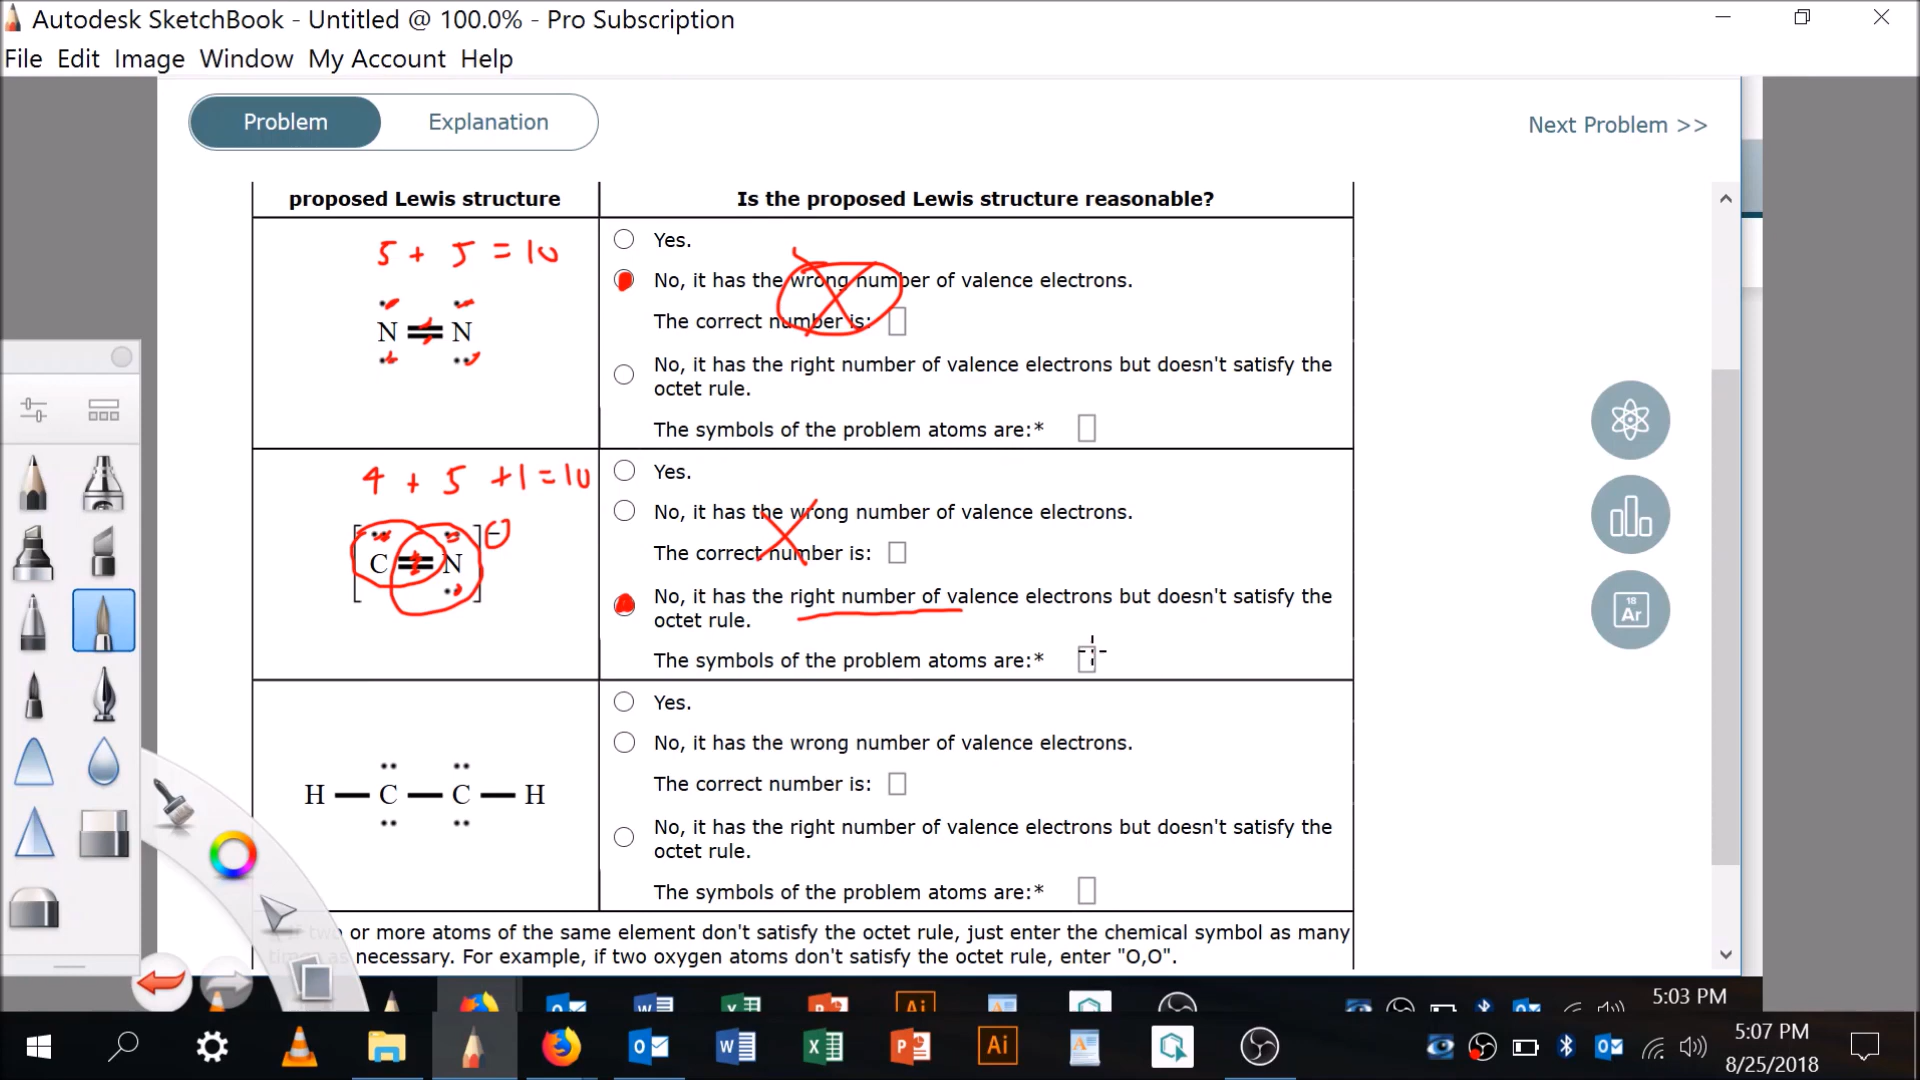 Autodesk SketchBook - Untitled @ 100.0% - Pro Subscription
File Edit Image Window My Account Help
Problem Explanation
Next Problem >>
proposed Lewis structure
Is the proposed Lewis structure reasonable?
5 + 5 = 10
N N
Yes.
No, it has the wrong number of valence electrons.
The correct number is:
No, it has the right number of valence electrons but doesn't satisfy the
octet rule.
The symbols of the problem atoms are:*
4 + 5 + 1 = 10
[C N]−
Yes.
No, it has the wrong number of valence electrons.
The correct number is:
No, it has the right number of valence electrons but doesn't satisfy the
octet rule.
The symbols of the problem atoms are:*
H C C H
Yes.
No, it has the wrong number of valence electrons.
The correct number is:
No, it has the right number of valence electrons but doesn't satisfy the
octet rule.
The symbols of the problem atoms are:*
two or more atoms of the same element don't satisfy the octet rule, just enter the chemical symbol as many
necessary. For example, if two oxygen atoms don't satisfy the octet rule, enter "O,O".
18
Ar
5:03 PM
5:07 PM
8/25/2018
Ai
Ai